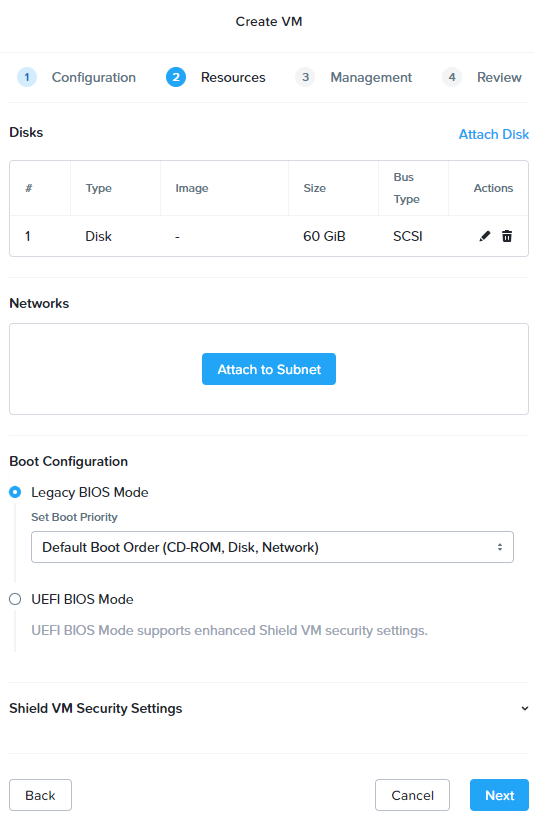 Create VM
1 Configuration 2 Resources 3 Management 4 Review
Disks Attach Disk
# Type Image Size Bus Type Actions
1 Disk - 60 GiB SCSI
Networks
Attach to Subnet
Boot Configuration
Legacy BIOS Mode
Set Boot Priority
Default Boot Order (CD-ROM, Disk, Network)
UEFI BIOS Mode
UEFI BIOS Mode supports enhanced Shield VM security settings.
Shield VM Security Settings
Back Cancel Next